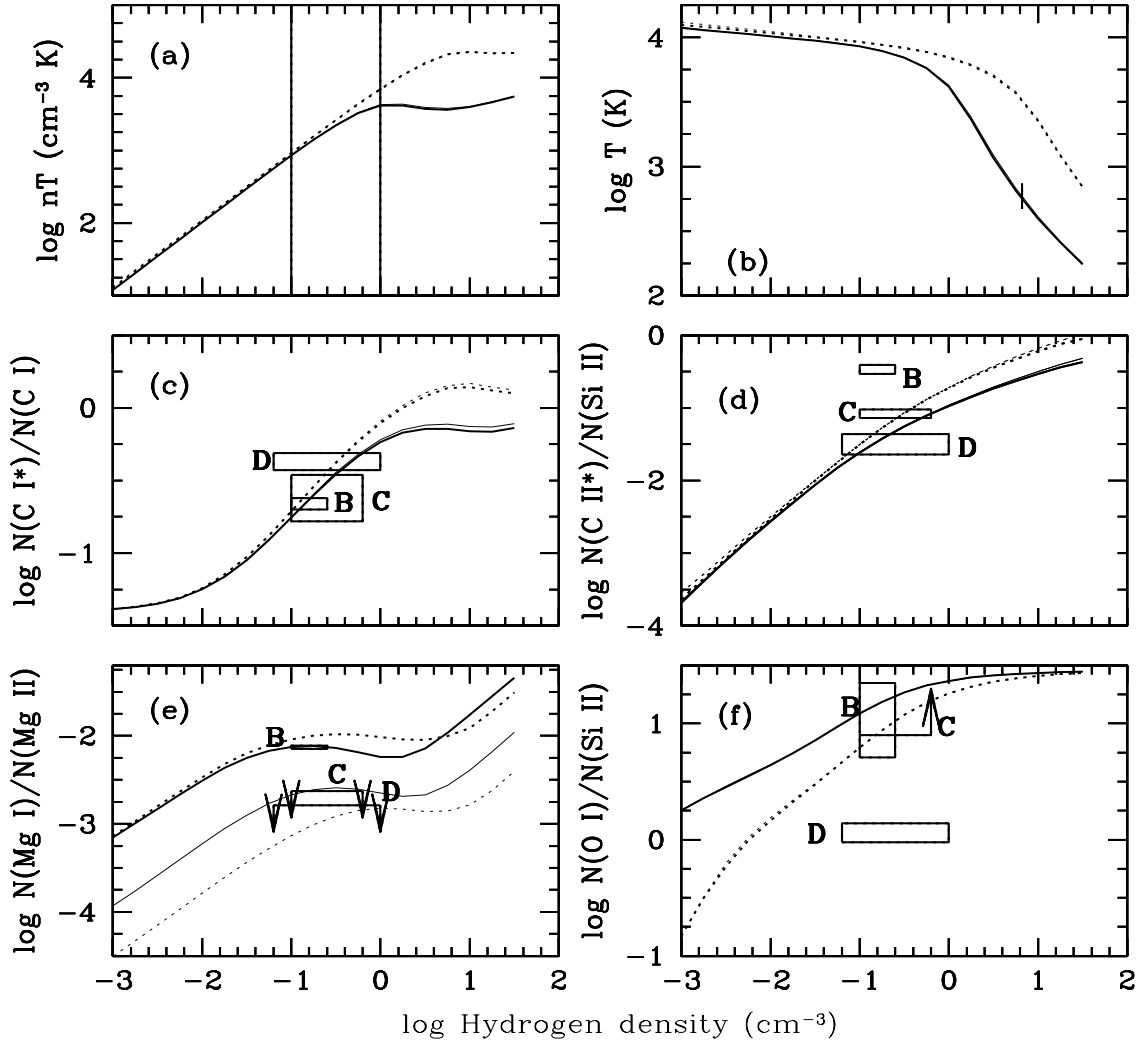 (a)
log nT (cm⁻³ K)
4
2
(b)
log T (K)
4
3
2
(c)
log N(C I*)/N(C I)
0
−1
D
B
C
(d)
log N(C II*)/N(Si II)
0
−2
−4
B
C
D
(e)
log N(Mg I)/N(Mg II)
−2
−3
−4
B
C
D
−3 −2 −1 0 1 2
(f)
log N(O I)/N(Si II)
1
0
−1
B
C
D
−3 −2 −1 0 1 2
log Hydrogen density (cm⁻³)